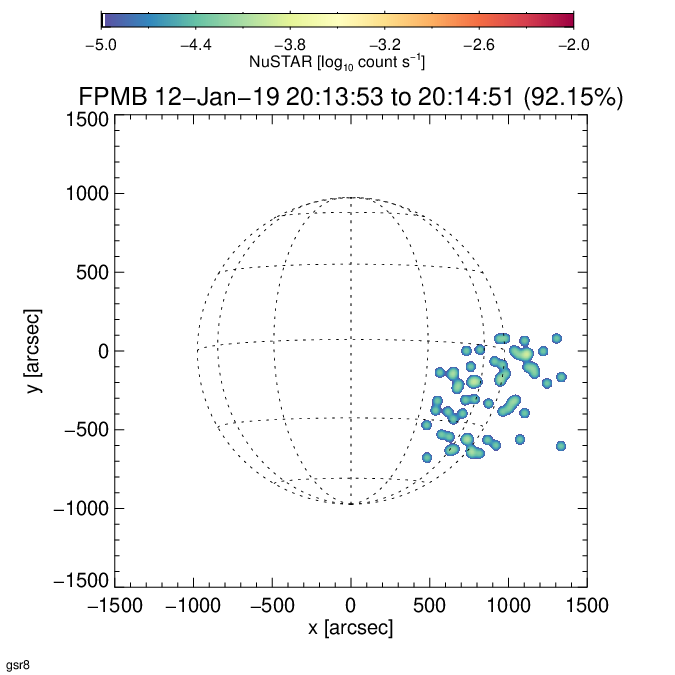 −5.0 −4.4 −3.8 −3.2 −2.6 −2.0
NuSTAR [log10 count s−1]
FPMB 12−Jan−19 20:13:53 to 20:14:51 (92.15%)
1500
1000
500
0
−500
−1000
−1500
y [arcsec]
−1500 −1000 −500 0 500 1000 1500
x [arcsec]
gsr8